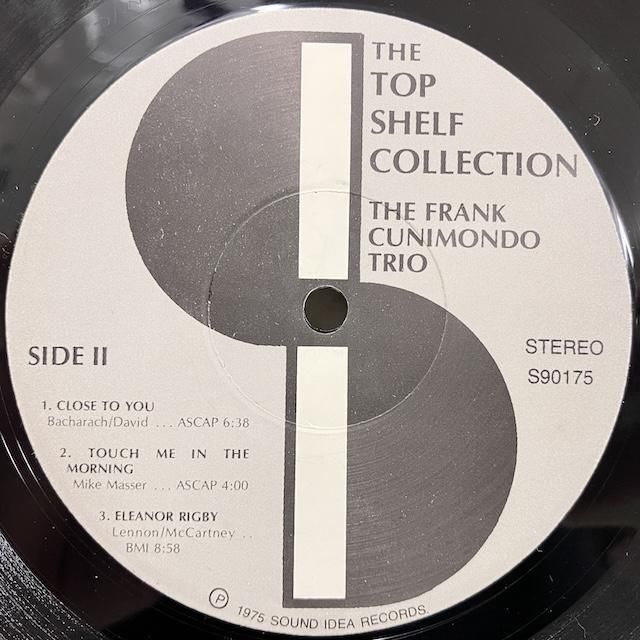 THE
TOP
SHELF
COLLECTION
THE FRANK
CUNIMONDO
TRIO
SIDE II
STEREO
S90175
1. CLOSE TO YOU
Bacharach/David ... ASCAP 6:38
2. TOUCH ME IN THE
MORNING
Mike Masser ... ASCAP 4:00
3. ELEANOR RIGBY
Lennon/McCartney ..
BMI 8:58
Ⓟ 1975 SOUND IDEA RECORDS.